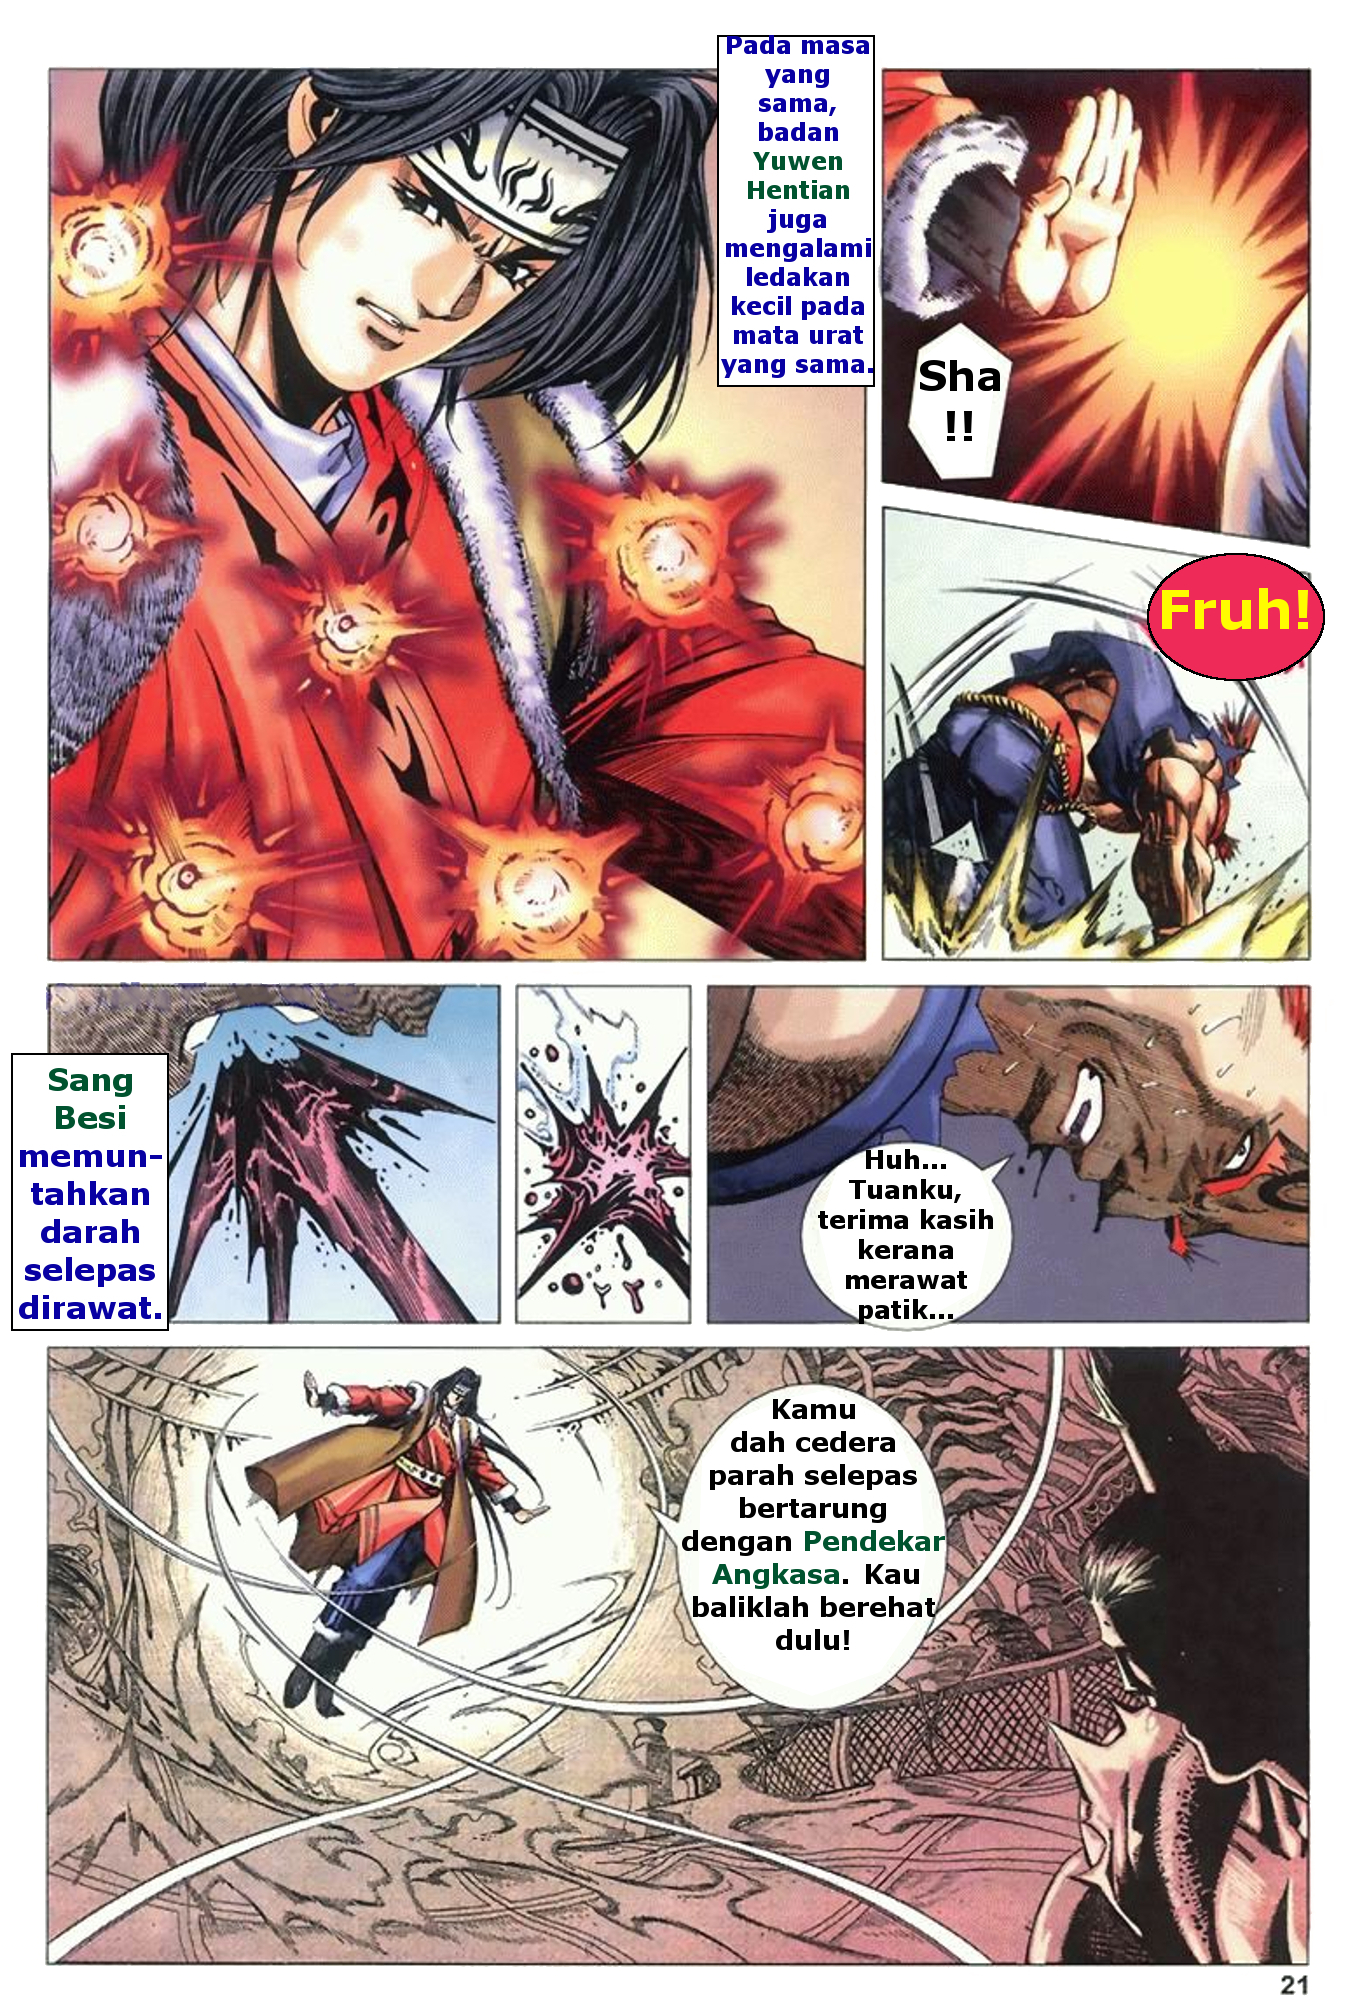 Pada masa
yang
sama,
badan
Yuwen
Hentian
juga
mengalami
ledakan
kecil pada
mata urat
yang sama.
Sha
!!
Fruh!
Sang
Besi
memun-
tahkan
darah
selepas
dirawat.
Huh...
Tuanku,
terima kasih
kerana
merawat
patik...
Kamu
dah cedera
parah selepas
bertarung
dengan Pendekar
Angkasa. Kau
baliklah berehat
dulu!
21